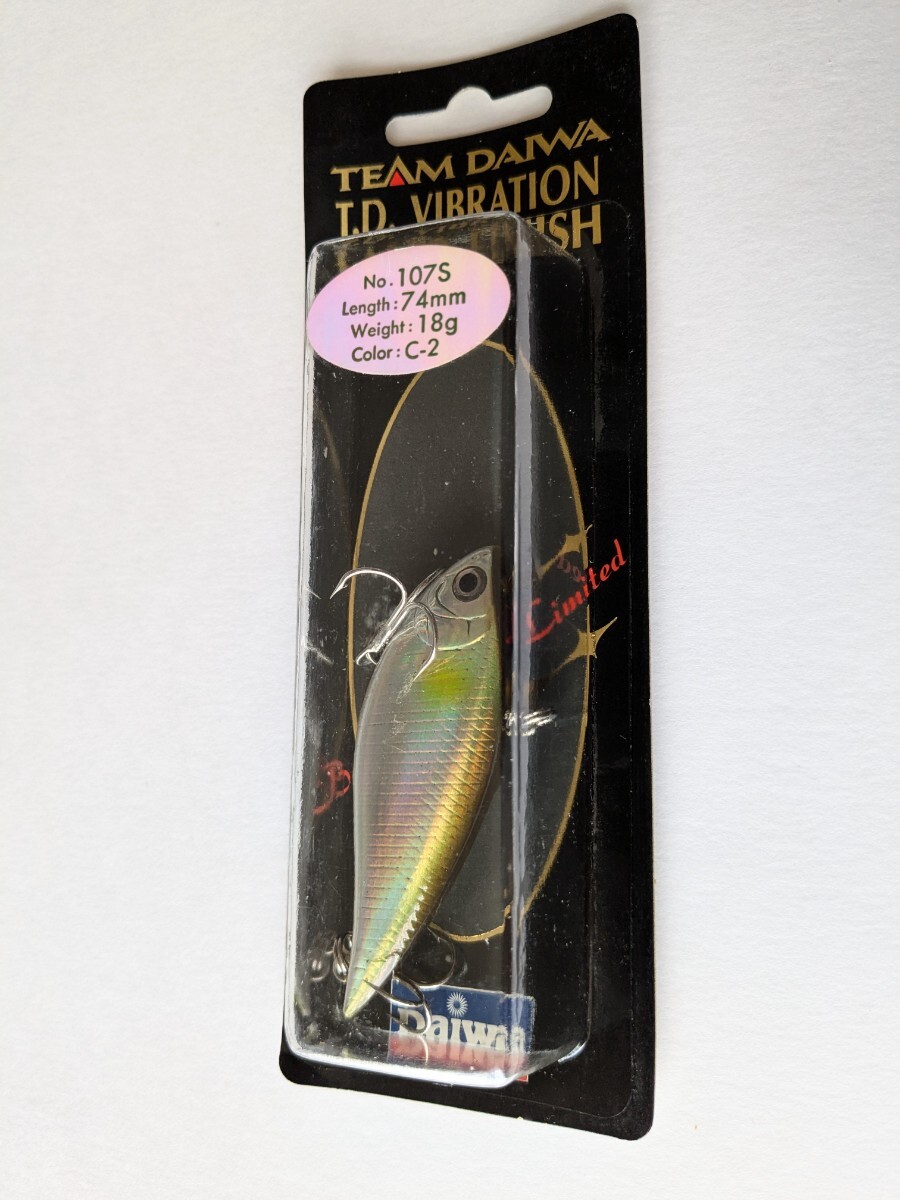 TEAM DAIWA
T.D. VIBRATION
No. 107S
Length: 74mm
Weight: 18g
Color: C-2
Limited
DAIWA